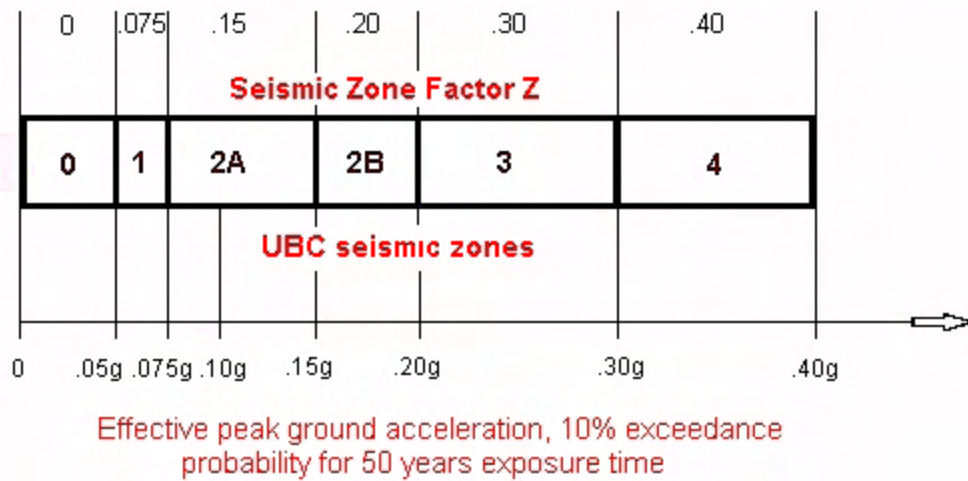 0 .075 .15 .20 .30 .40
Seismic Zone Factor Z
0 1 2A 2B 3 4
UBC seismic zones
0 .05g .075g .10g .15g .20g .30g .40g
Effective peak ground acceleration, 10% exceedance
probability for 50 years exposure time